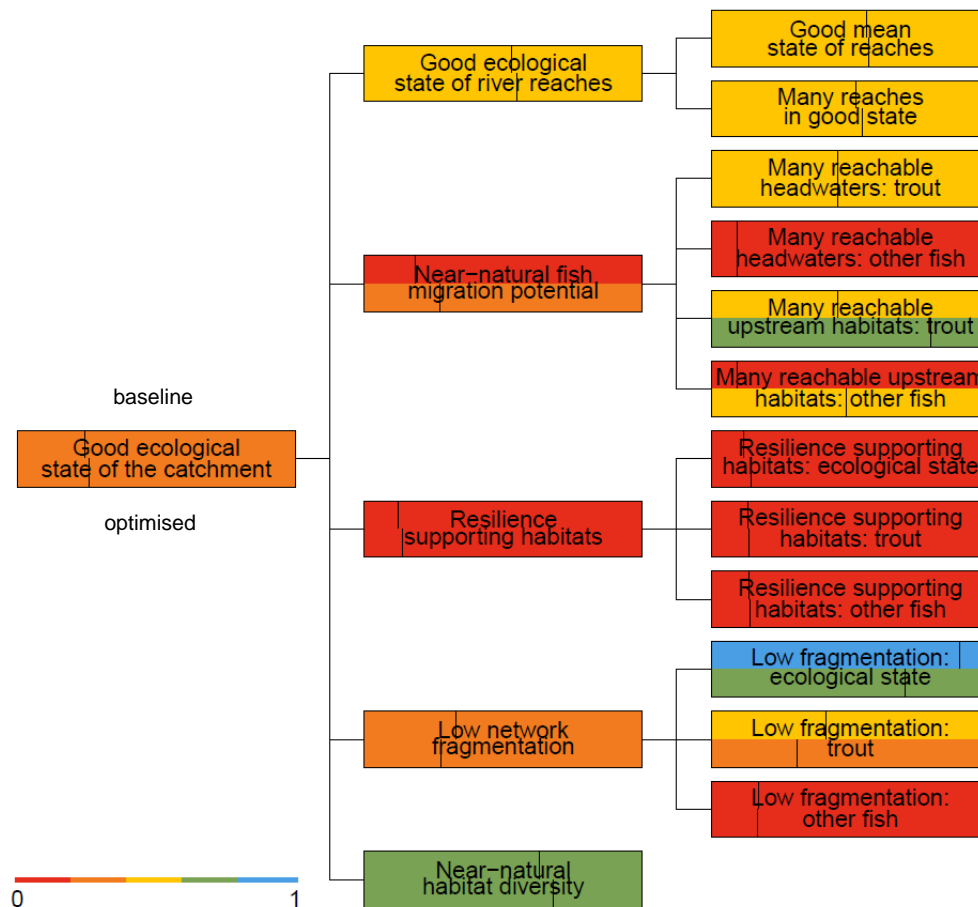 Good mean
state of reaches
Good ecological
state of river reaches
Many reaches
in good state
Many reachable
headwaters: trout
Many reachable
headwaters: other fish
Near−natural fish
migration potential
Many reachable
upstream habitats: trout
Many reachable upstream
habitats: other fish
baseline
Good ecological
state of the catchment
optimised
Resilience supporting
habitats: ecological state
Resilience
supporting habitats
Resilience supporting
habitats: trout
Resilience supporting
habitats: other fish
Low fragmentation:
ecological state
Low network
fragmentation
Low fragmentation:
trout
Low fragmentation:
other fish
Near−natural
habitat diversity
0 1